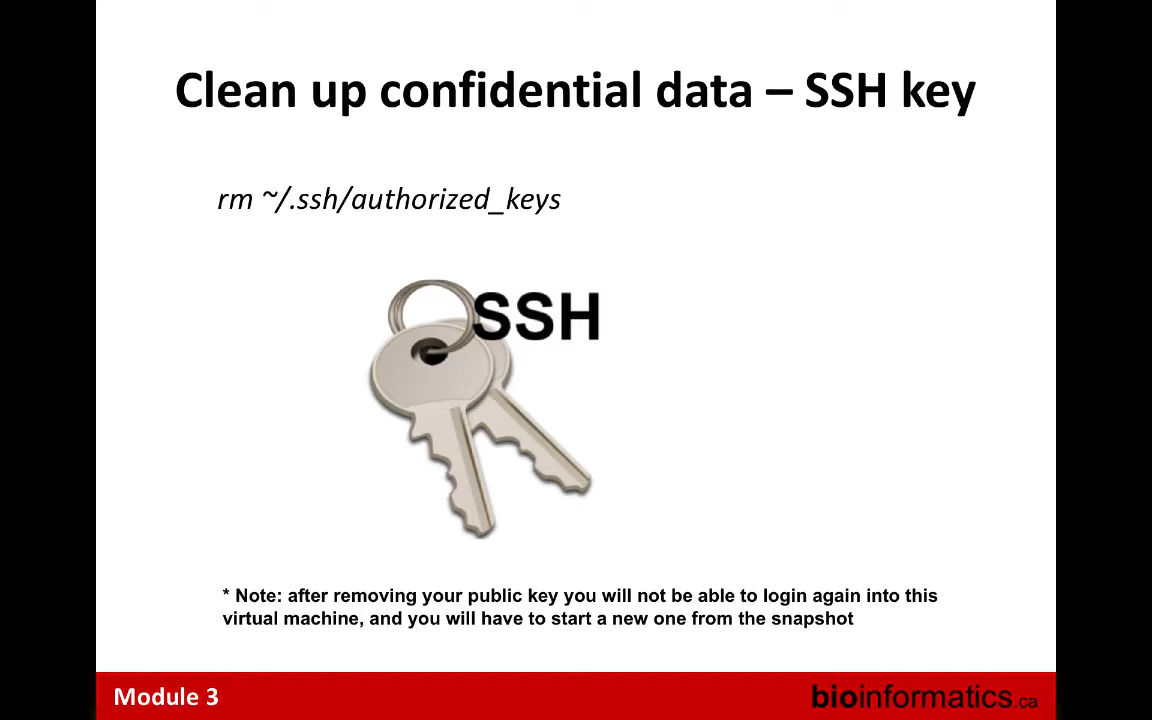 Clean up confidential data – SSH key
rm ~/.ssh/authorized_keys
SSH
* Note: after removing your public key you will not be able to login again into this
virtual machine, and you will have to start a new one from the snapshot
Module 3
bioinformatics.ca